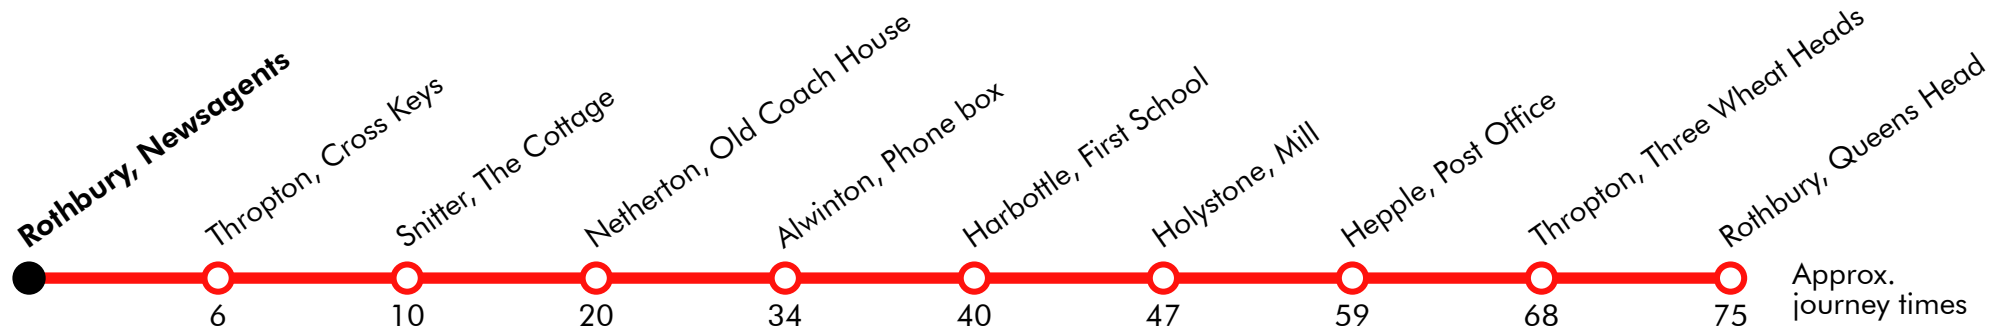 Rothbury, Newsagents
Thropton, Cross Keys
Snitter, The Cottage
Netherton, Old Coach House
Alwinton, Phone box
Harbottle, First School
Holystone, Mill
Hepple, Post Office
Thropton, Three Wheat Heads
Rothbury, Queens Head
6
10
20
34
40
47
59
68
75
Approx.
journey times